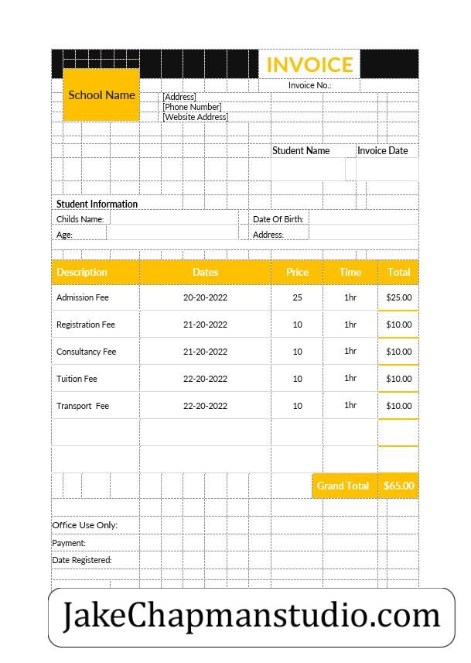 INVOICE
Invoice No.:
School Name
[Address]
[Phone Number]
[Website Address]
Student Name Invoice Date
Student Information
Childs Name: Date Of Birth:
Age: Address:
Description Dates Price Time Total
Admission Fee 20-20-2022 25 1hr $25.00
Registration Fee 21-20-2022 10 1hr $10.00
Consultancy Fee 21-20-2022 10 1hr $10.00
Tuition Fee 22-20-2022 10 1hr $10.00
Transport Fee 22-20-2022 10 1hr $10.00
Grand Total $65.00
Office Use Only:
Payment:
Date Registered:
JakeChapmanstudio.com